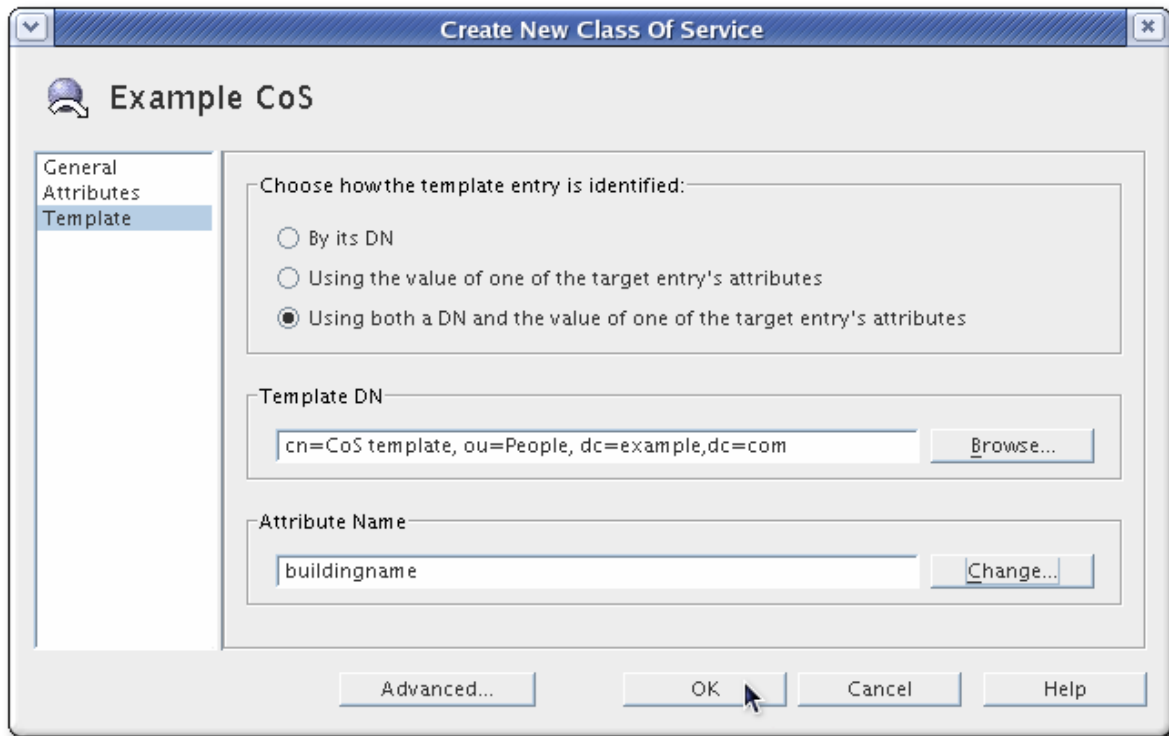 Create New Class Of Service
Example CoS
General
Attributes
Template
Choose how the template entry is identified:
By its DN
Using the value of one of the target entry's attributes
Using both a DN and the value of one of the target entry's attributes
Template DN
cn=CoS template, ou=People, dc=example,dc=com
Browse...
Attribute Name
buildingname
Change...
Advanced...
OK
Cancel
Help